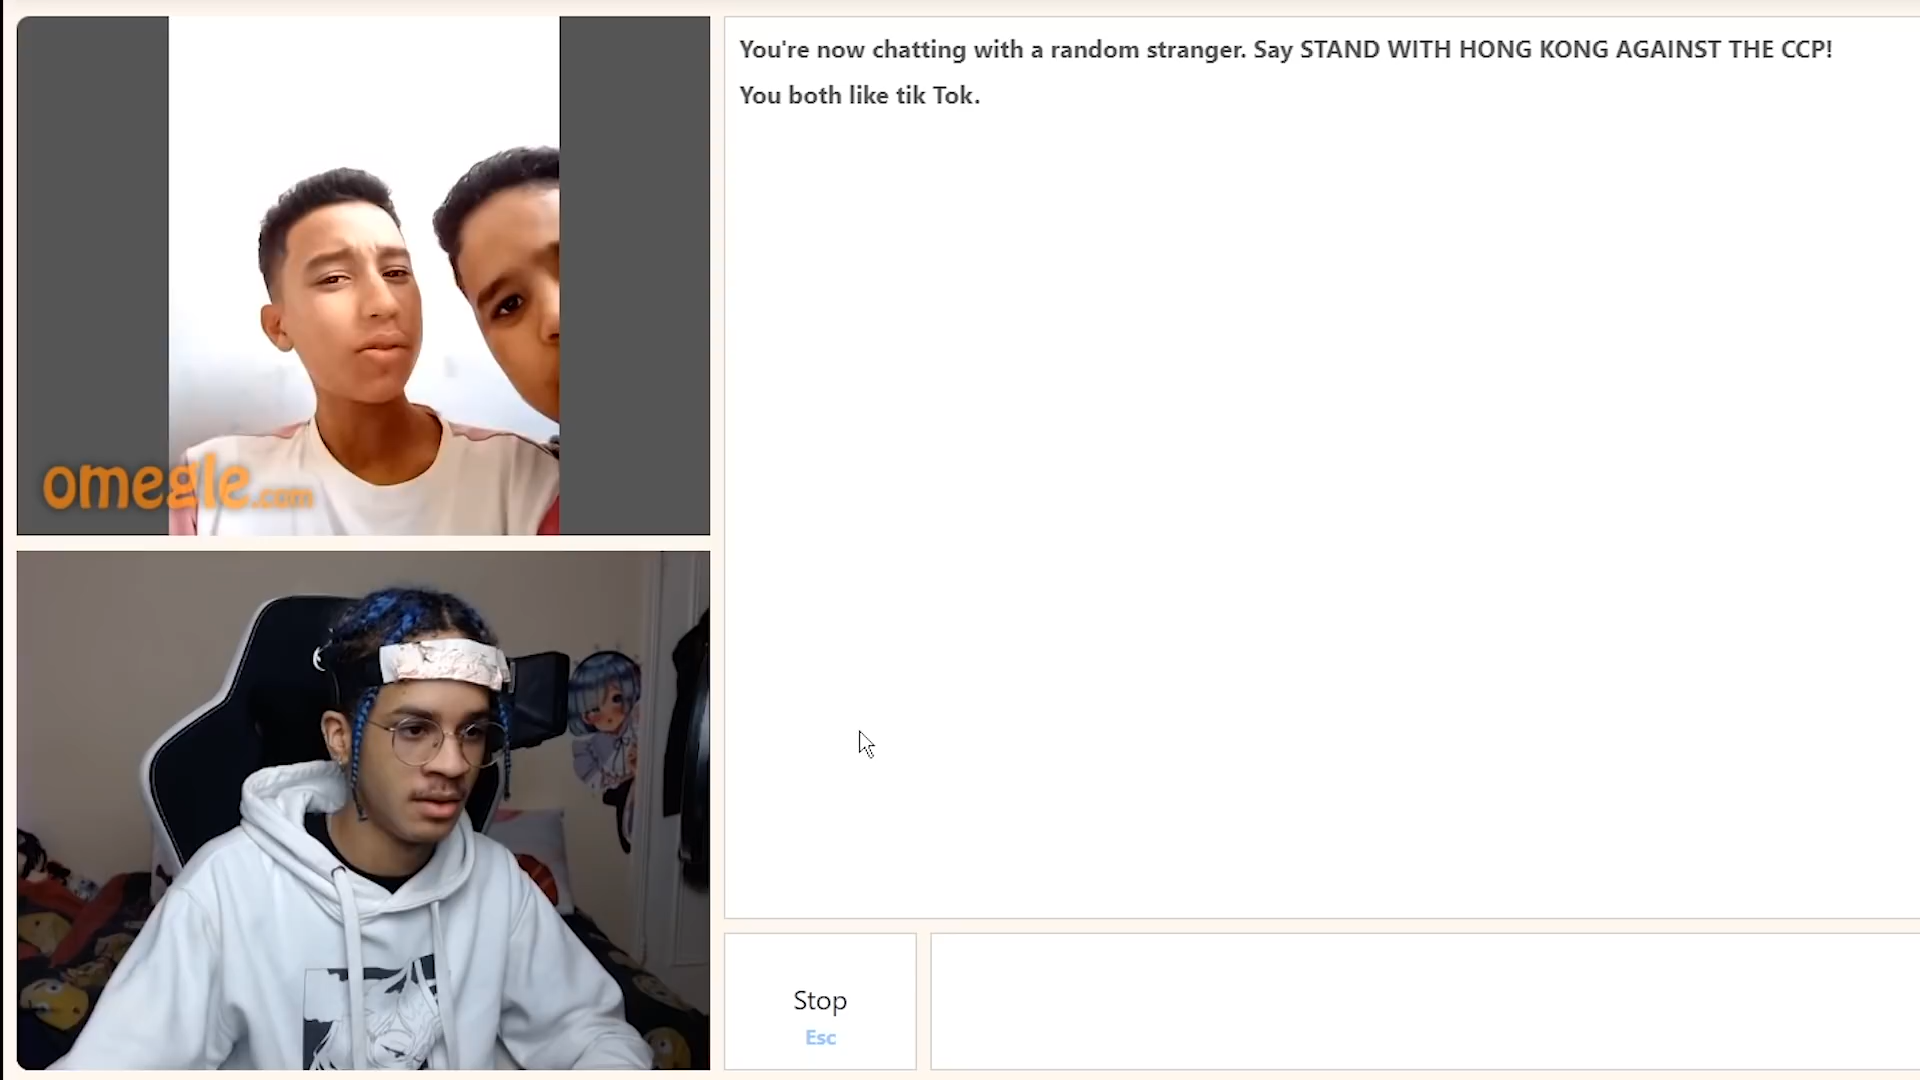 You're now chatting with a random stranger. Say STAND WITH HONG KONG AGAINST THE CCP!
You both like tik Tok.
omegle.com
Stop
Esc